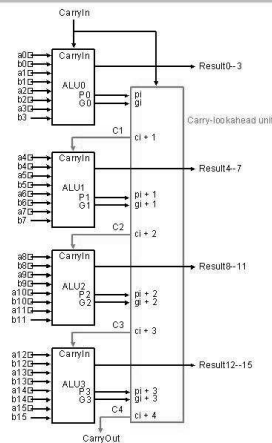 CarryIn
a0 CarryIn
b0
a1 Result0--3
b1
a2 ALU0
b2 P0 pi
a3 G0 gi
b3
Carry-lookahead unit
C1 ci + 1
a4 CarryIn
b4
a5 Result4--7
b5
a6 ALU1
b6 P1 pi + 1
a7 G1 gi + 1
b7
C2 ci + 2
a8 CarryIn
b8
a9 Result8--11
b9
a10 ALU2
b10 P2 pi + 2
a11 G2 gi + 2
b11
C3 ci + 3
a12 CarryIn
b12
a13 Result12--15
b13
a14 ALU3
b14 P3 pi + 3
a15 G3 gi + 3
b15 C4 ci + 4
CarryOut